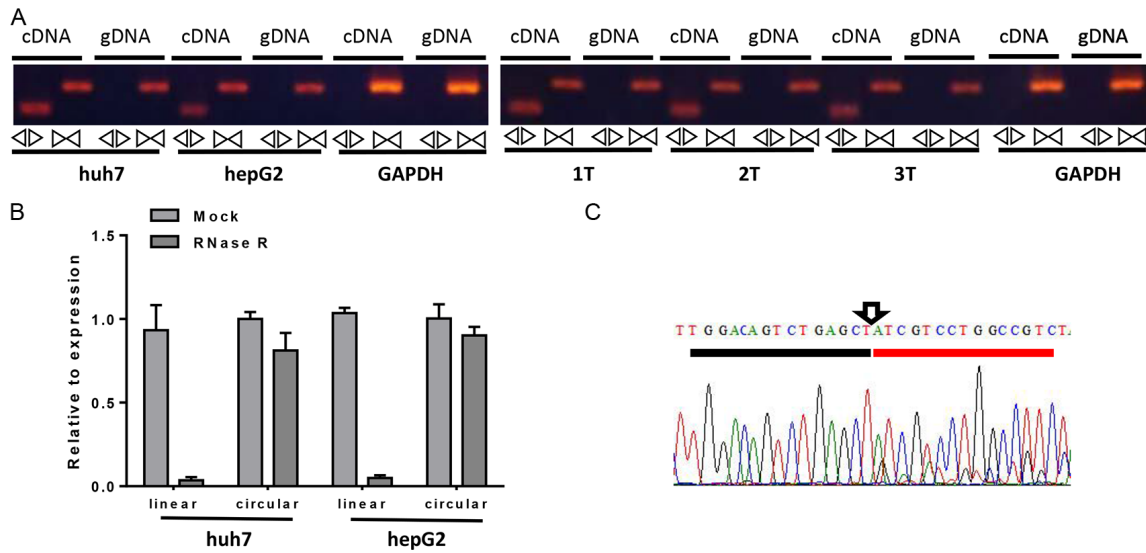 A
cDNA gDNA cDNA gDNA cDNA gDNA cDNA gDNA cDNA gDNA cDNA gDNA cDNA gDNA
huh7 hepG2 GAPDH 1T 2T 3T GAPDH
B
Mock
RNase R
Relative to expression
1.5
1.0
0.5
0.0
linear circular linear circular
huh7 hepG2
C
T T G G A C A G T C T G A G C T A T C G T C C T G G C C G T C T A